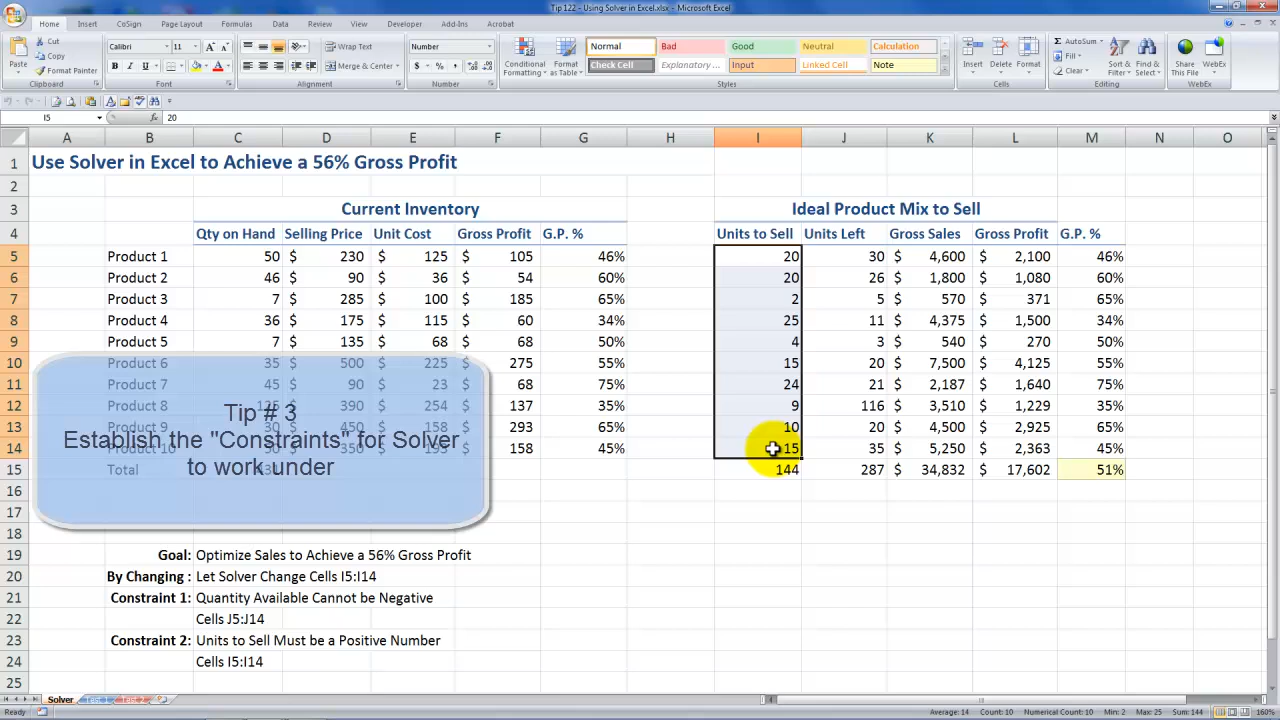 Tip 122 - Using Solver in Excel.xlsx - Microsoft Excel
Home Insert CoSign Page Layout Formulas Data Review View Developer Add-Ins Acrobat
Cut Calibri 11 Wrap Text Number Normal Bad Good Neutral Calculation AutoSum
Copy Fill
Paste Format Painter Merge & Center Conditional Formatting Format as Table Check Cell Explanatory ... Input Linked Cell Note Insert Delete Format Clear Sort & Filter Find & Select Share This File WebEx
Clipboard Font Alignment Number Styles Cells Editing WebEx
I5 fx 20
A B C D E F G H I J K L M N O
1 Use Solver in Excel to Achieve a 56% Gross Profit
2
3 Current Inventory Ideal Product Mix to Sell
4 Qty on Hand Selling Price Unit Cost Gross Profit G.P. % Units to Sell Units Left Gross Sales Gross Profit G.P. %
5 Product 1 50 $ 230 $ 125 $ 105 46% 20 30 $ 4,600 $ 2,100 46%
6 Product 2 46 $ 90 $ 36 $ 54 60% 20 26 $ 1,800 $ 1,080 60%
7 Product 3 7 $ 285 $ 100 $ 185 65% 2 5 $ 570 $ 371 65%
8 Product 4 36 $ 175 $ 115 $ 60 34% 25 11 $ 4,375 $ 1,500 34%
9 Product 5 7 $ 135 $ 68 $ 68 50% 4 3 $ 540 $ 270 50%
10 Product 6 35 $ 500 $ 225 $ 275 55% 15 20 $ 7,500 $ 4,125 55%
11 Product 7 45 $ 90 $ 23 $ 68 75% 24 21 $ 2,187 $ 1,640 75%
12 Product 8 125 $ 390 $ 254 $ 137 35% 9 116 $ 3,510 $ 1,229 35%
13 Product 9 30 $ 450 $ 158 $ 293 65% 10 20 $ 4,500 $ 2,925 65%
14 Product 10 $ 350 $ 193 $ 158 45% 15 35 $ 5,250 $ 2,363 45%
15 Total 144 287 $ 34,832 $ 17,602 51%
Tip # 3
Establish the "Constraints" for Solver
to work under
16
17
18
19 Goal: Optimize Sales to Achieve a 56% Gross Profit
20 By Changing : Let Solver Change Cells I5:I14
21 Constraint 1: Quantity Available Cannot be Negative
22 Cells J5:J14
23 Constraint 2: Units to Sell Must be a Positive Number
24 Cells I5:I14
25
Solver Test 1 Test 2
Ready Average: 14 Count: 10 Numerical Count: 10 Min: 2 Max: 25 Sum: 144 160%